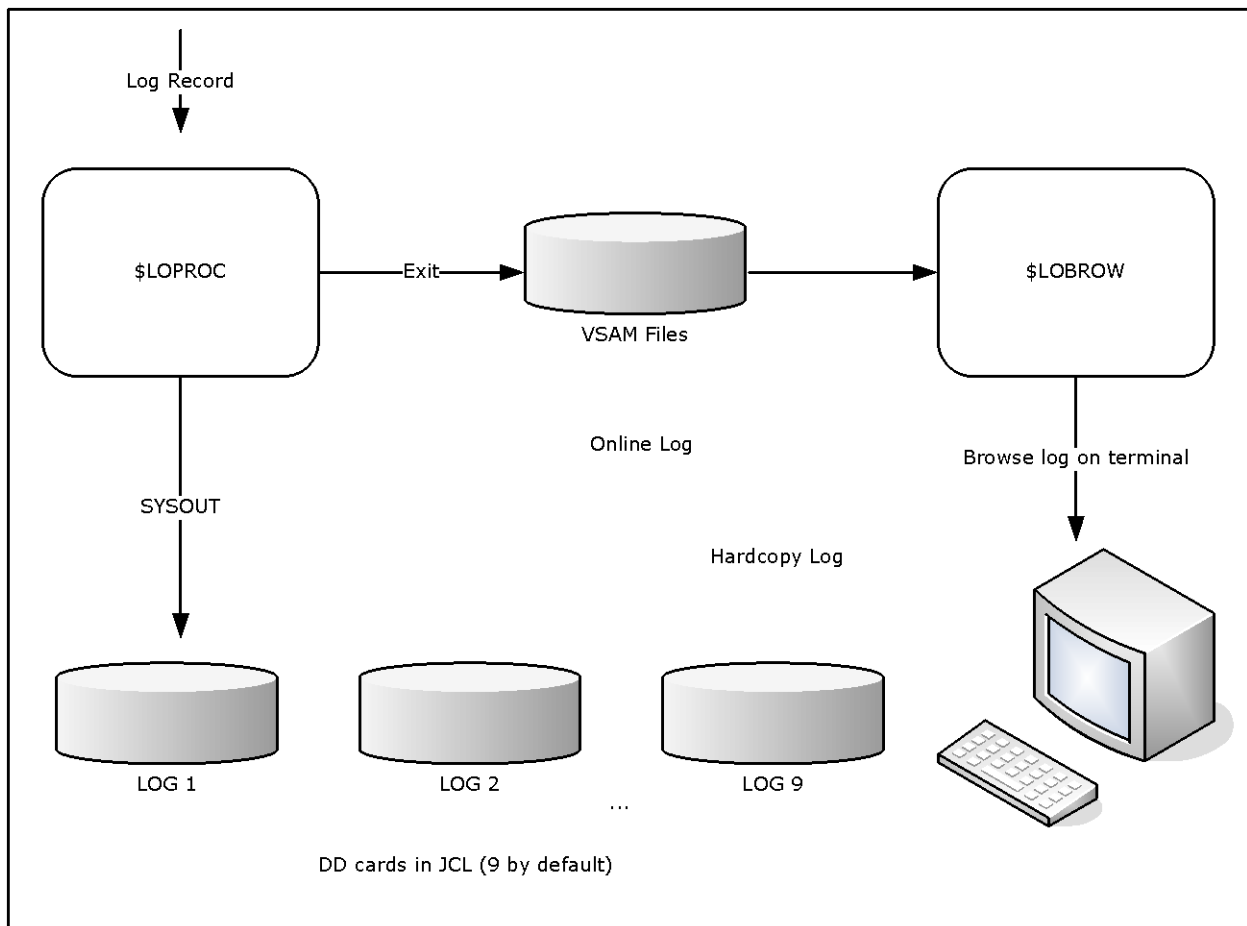 Log Record
$LOPROC
Exit
VSAM Files
$LOBROW
Online Log
Browse log on terminal
SYSOUT
Hardcopy Log
LOG 1
LOG 2
...
LOG 9
DD cards in JCL (9 by default)